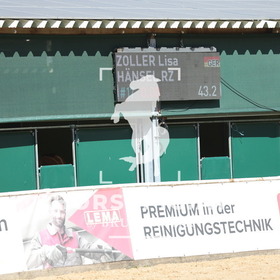 ZOLLER Lisa
HÄNSEL RZ
43.2
LEMA
PREMIUM in der
REINIGUNGSTECHNIK